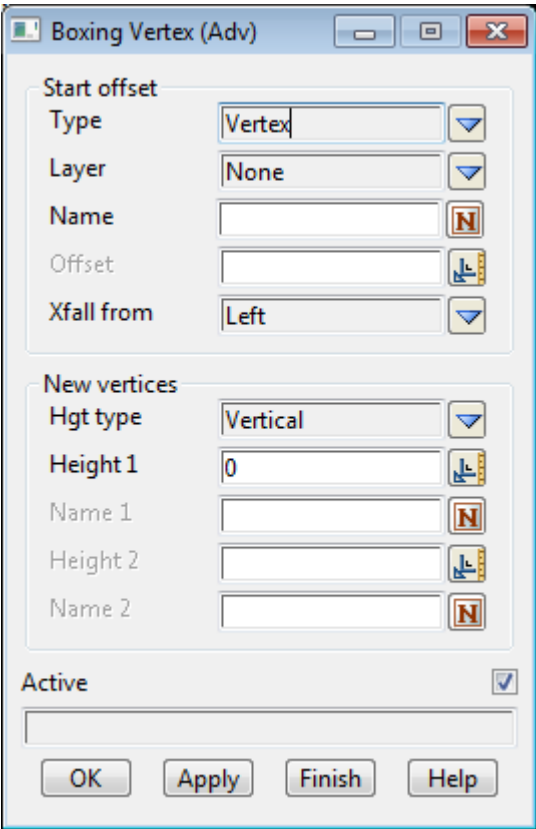 Boxing Vertex (Adv)
Start offset
Type Vertex
Layer None
Name N
Offset
Xfall from Left
New vertices
Hgt type Vertical
Height 1 0
Name 1 N
Height 2
Name 2 N
Active
OK Apply Finish Help